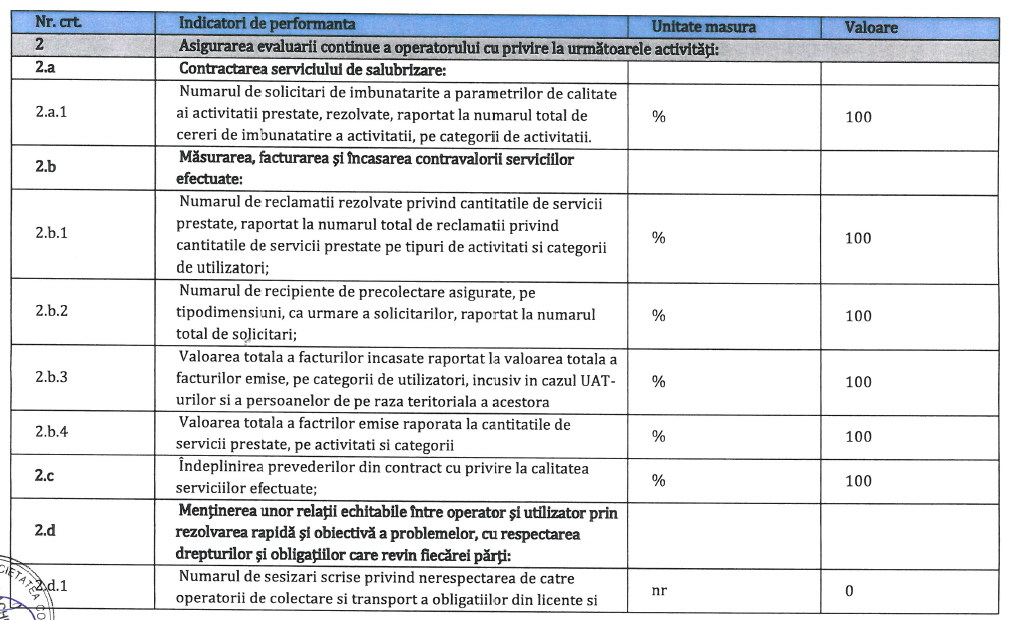 Nr. crt. Indicatori de performanta Unitate masura Valoare
2 Asigurarea evaluarii continue a operatorului cu privire la următoarele activităţi:
2.a Contractarea serviciului de salubrizare:
Numarul de solicitari de imbunatarite a parametrilor de calitate
2.a.1 ai activitatii prestate, rezolvate, raportat la numarul total de % 100
cereri de imbunatatire a activitatii, pe categorii de activitatii.
2.b Măsurarea, facturarea şi încasarea contravalorii serviciilor
efectuate:
Numarul de reclamatii rezolvate privind cantitatile de servicii
prestate, raportat la numarul total de reclamatii privind
2.b.1 cantitatile de servicii prestate pe tipuri de activitati si categorii % 100
de utilizatori;
Numarul de recipiente de precolectare asigurate, pe
2.b.2 tipodimensiuni, ca urmare a solicitarilor, raportat la numarul % 100
total de solicitari;
Valoarea totala a facturilor incasate raportat la valoarea totala a
2.b.3 facturilor emise, pe categorii de utilizatori, incusiv in cazul UAT- % 100
urilor si a persoanelor de pe raza teritoriala a acestora
Valoarea totala a factrilor emise raporata la cantitatile de
2.b.4 servicii prestate, pe activitati si categorii % 100
Îndeplinirea prevederilor din contract cu privire la calitatea
2.c serviciilor efectuate; % 100
Menţinerea unor relaţii echitabile între operator şi utilizator prin
2.d rezolvarea rapidă şi obiectivă a problemelor, cu respectarea
drepturilor şi obligaţiilor care revin fiecărei părţi:
2.d.1 Numarul de sesizari scrise privind nerespectarea de catre nr 0
operatorii de colectare si transport a obligatiilor din licente si